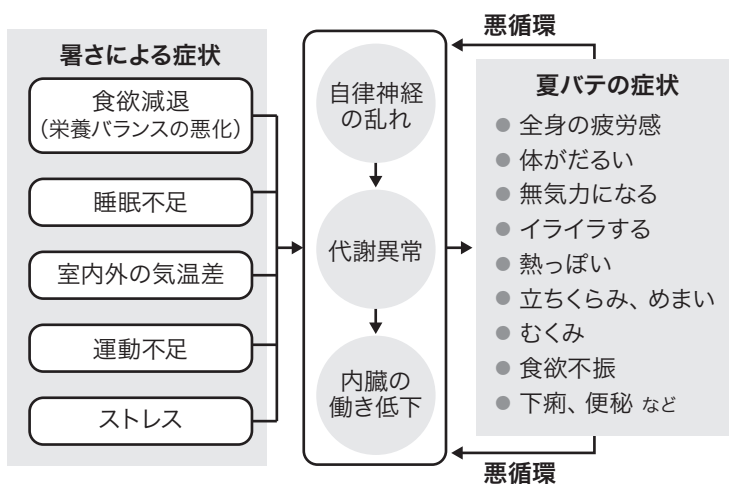 暑さによる症状
食欲減退
(栄養バランスの悪化)
睡眠不足
室内外の気温差
運動不足
ストレス
自律神経
の乱れ
代謝異常
内臓の
働き低下
悪循環
夏バテの症状
● 全身の疲労感
● 体がだるい
● 無気力になる
● イライラする
● 熱っぽい
● 立ちくらみ、めまい
● むくみ
● 食欲不振
● 下痢、便秘 など
悪循環